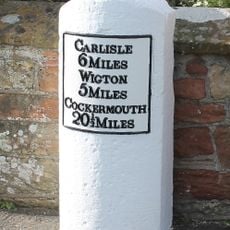 CARLISLE
6 MILES
WIGTON
5 MILES
COCKERMOUTH
20½ MILES